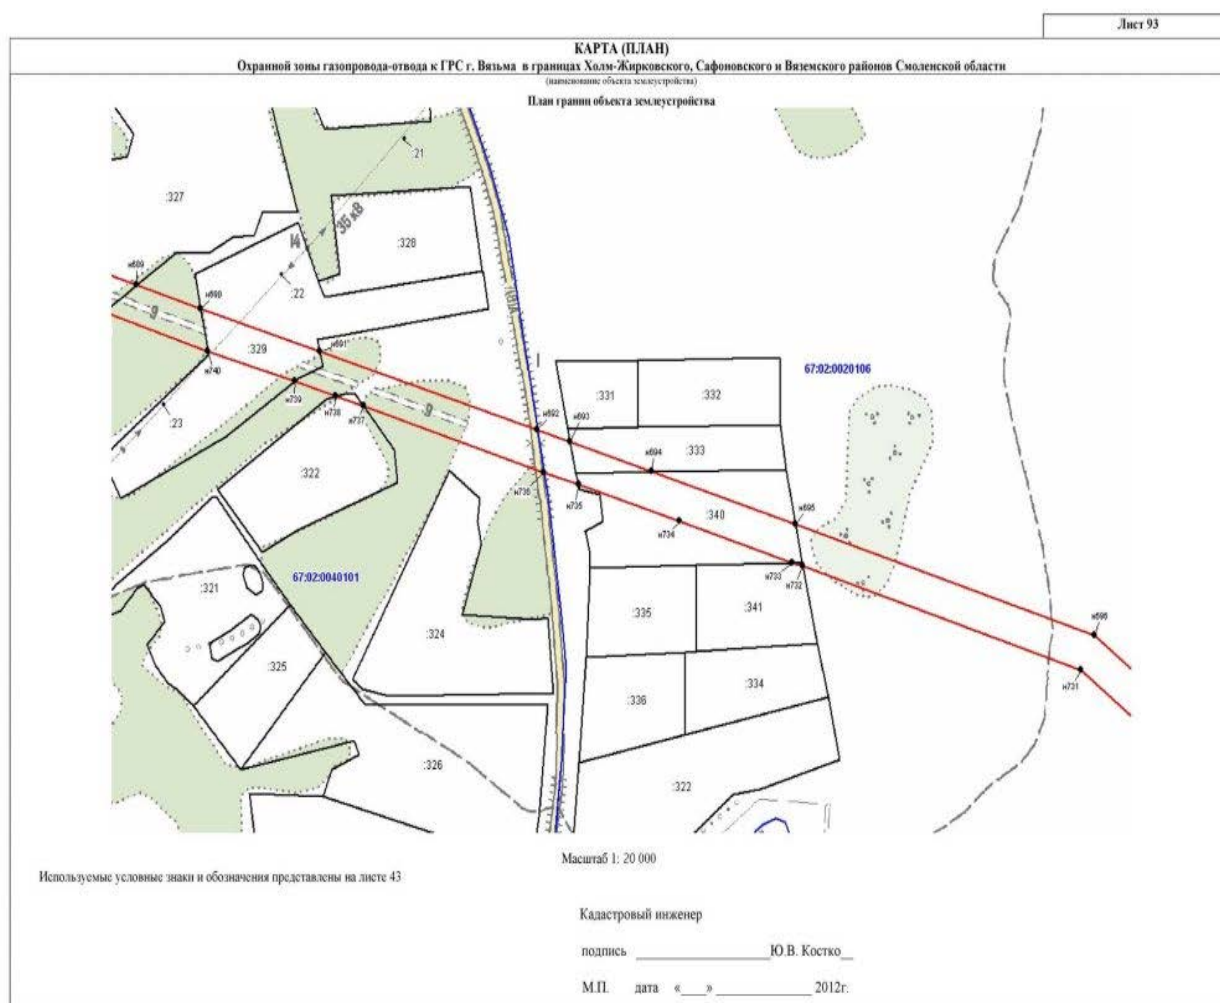 Лист 93
КАРТА (ПЛАН)
Охранной зоны газопровода-отвода к ГРС г. Вязьма в границах Холм-Жирковского, Сафоновского и Вяземского районов Смоленской области
(наименование объекта землеустройства)
План границ объекта землеустройства
:21
:327
35 кВ
:328
н689
:22
н690
9
:329
н691
н740
67:02:0020106
н739
:331
:332
н738
9
:23
н737
н692
н693
:333
н694
:322
н736
н735
:340
н695
н734
н733
н732
67:02:0040101
:321
:335
:341
:324
н696
:325
н731
:336
:334
:326
:322
Масштаб 1: 20 000
Используемые условные знаки и обозначения представлены на листе 43
Кадастровый инженер
подпись Ю.В. Костко
М.П. дата «___» 2012г.